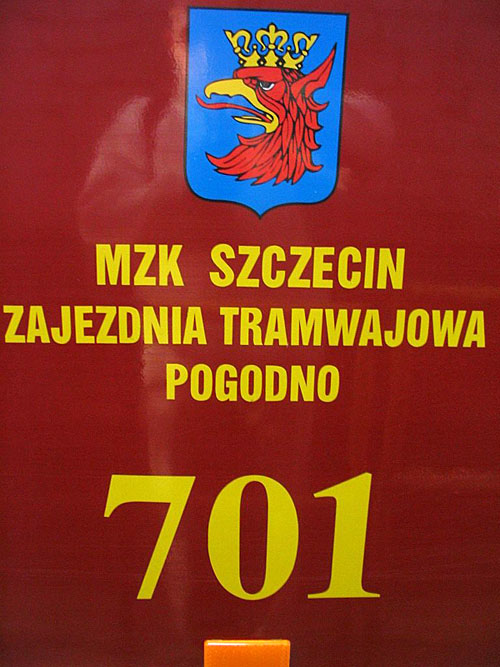 MZK SZCZECIN
ZAJEZDNIA TRAMWAJOWA
POGODNO
701